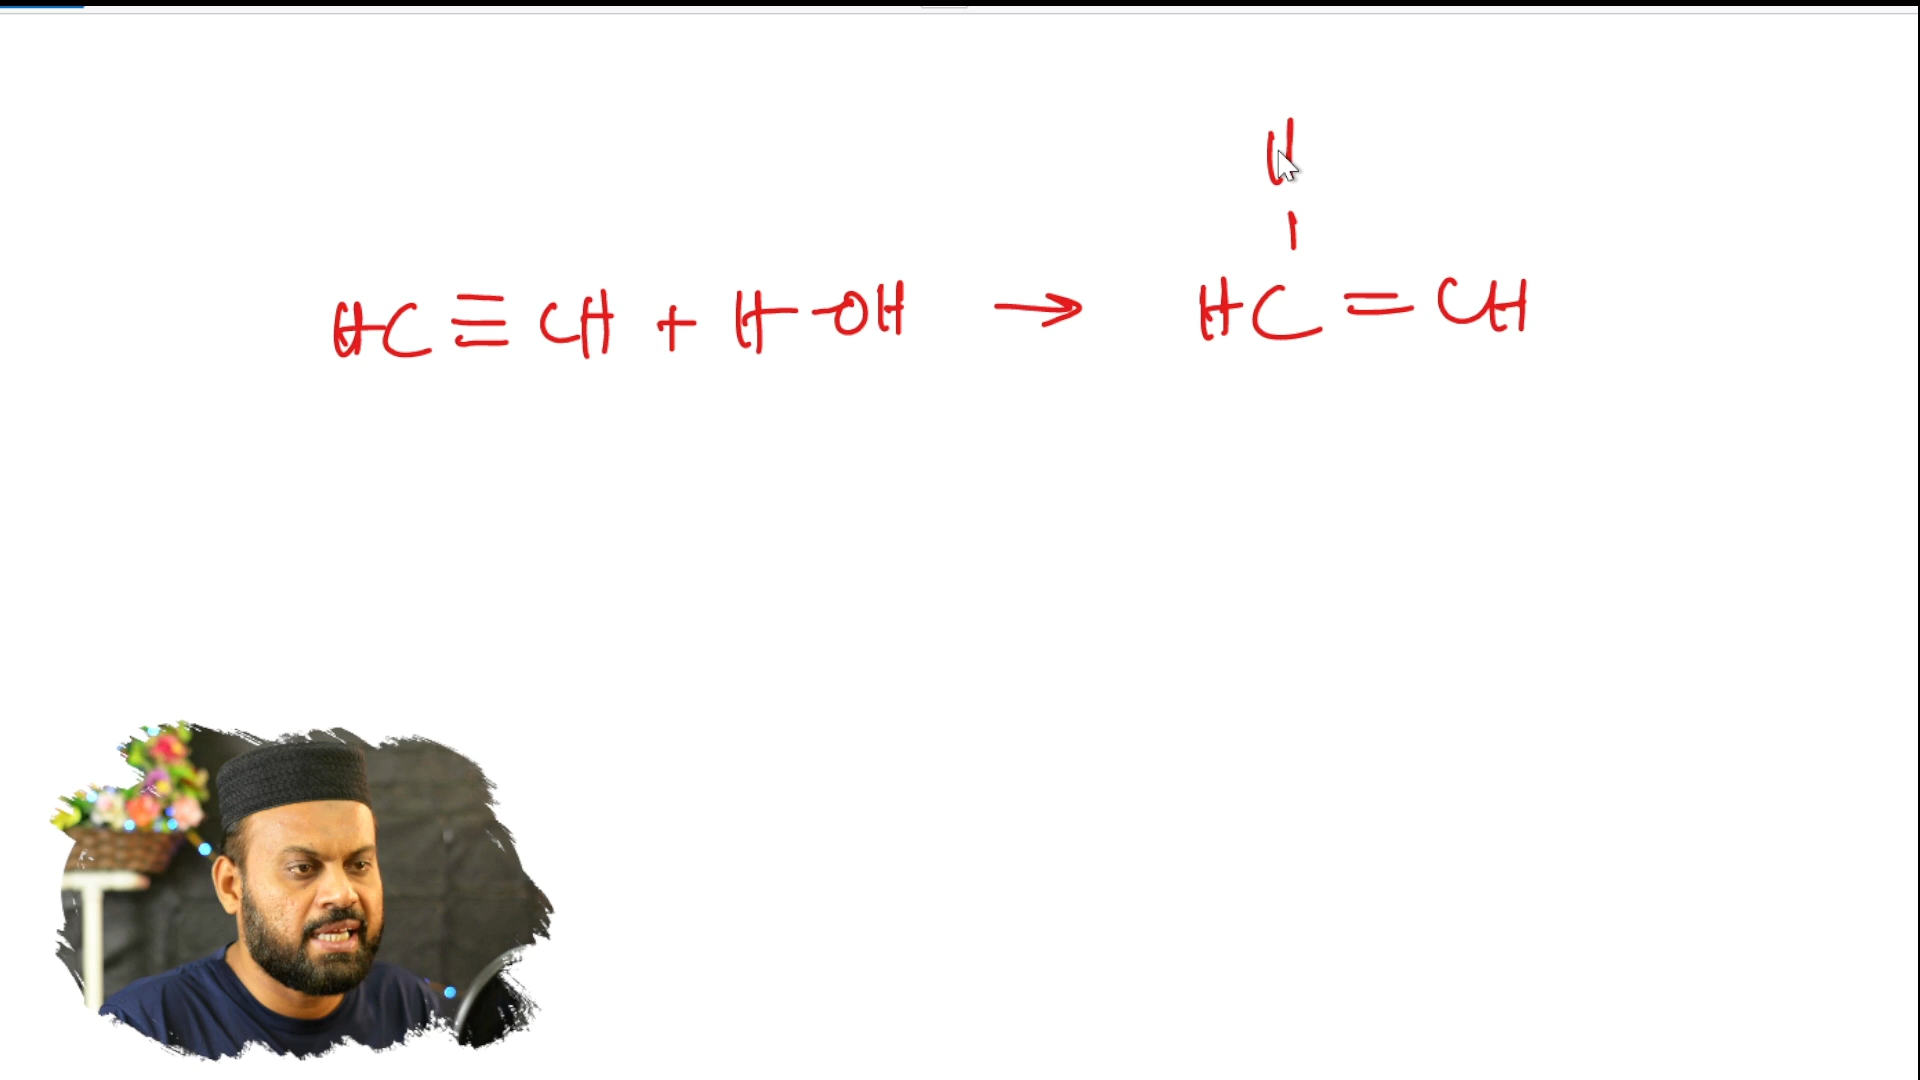 H
HC ≡ CH + H-OH → HC = CH